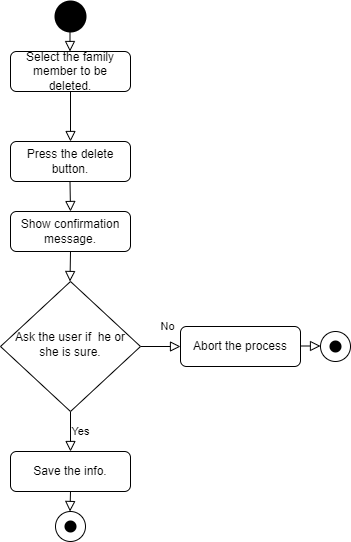 Select the family
member to be
deleted.
Press the delete
button.
Show confirmation
message.
Ask the user if  he or
she is sure.
No
Abort the process
Yes
Save the info.